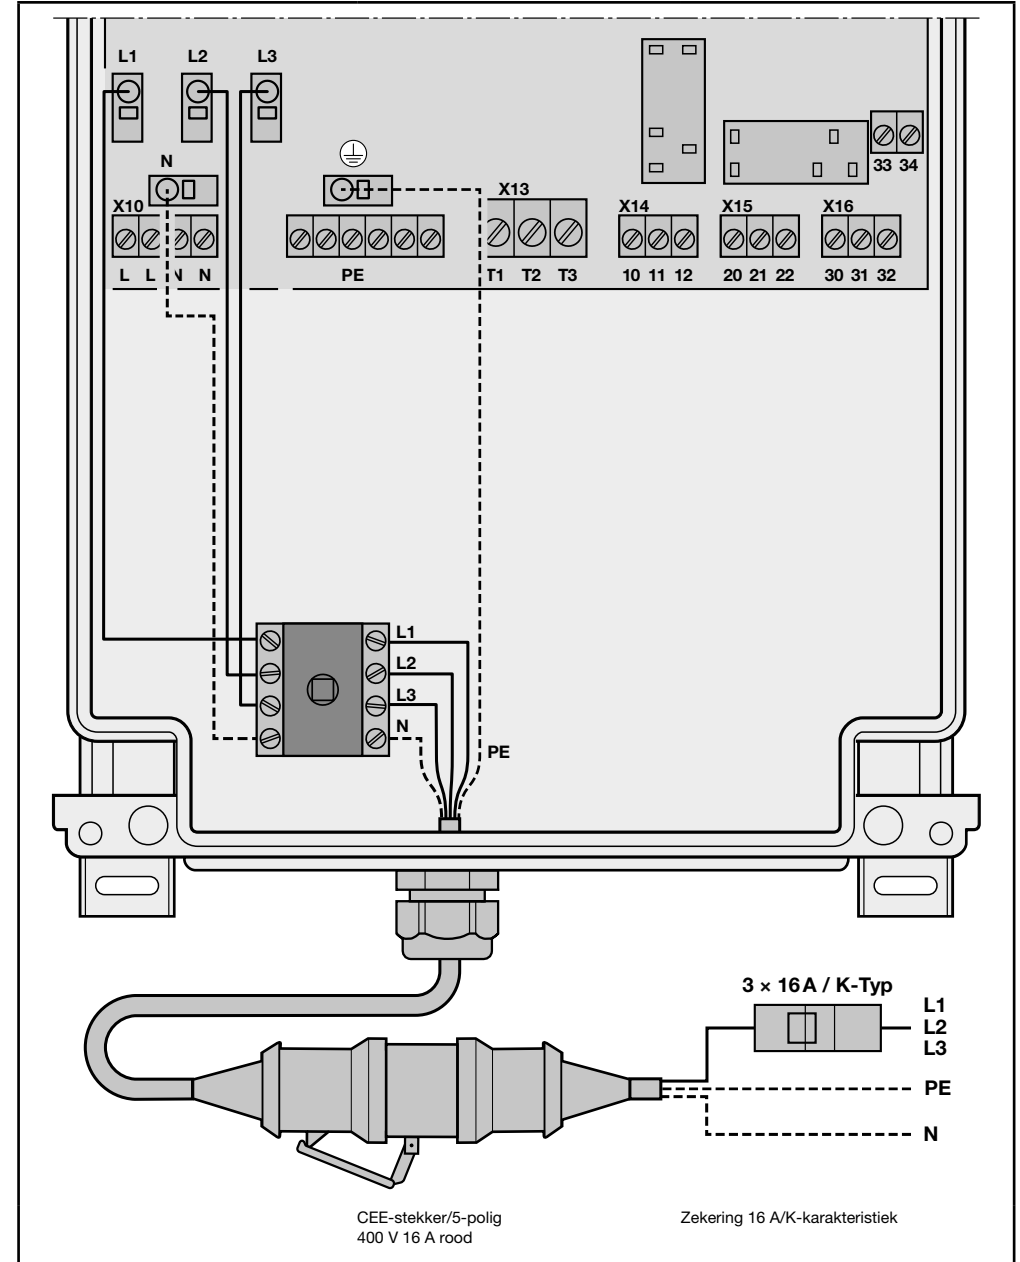 L1 L2 L3
N
X10 X13 X14 X15 X16
33 34
L L N N PE T1 T2 T3 10 11 12 20 21 22 30 31 32
L1
L2
L3
N
PE
3 × 16 A / K-Typ
L1
L2
L3
PE
N
CEE-stekker/5-polig
400 V 16 A rood
Zekering 16 A/K-karakteristiek